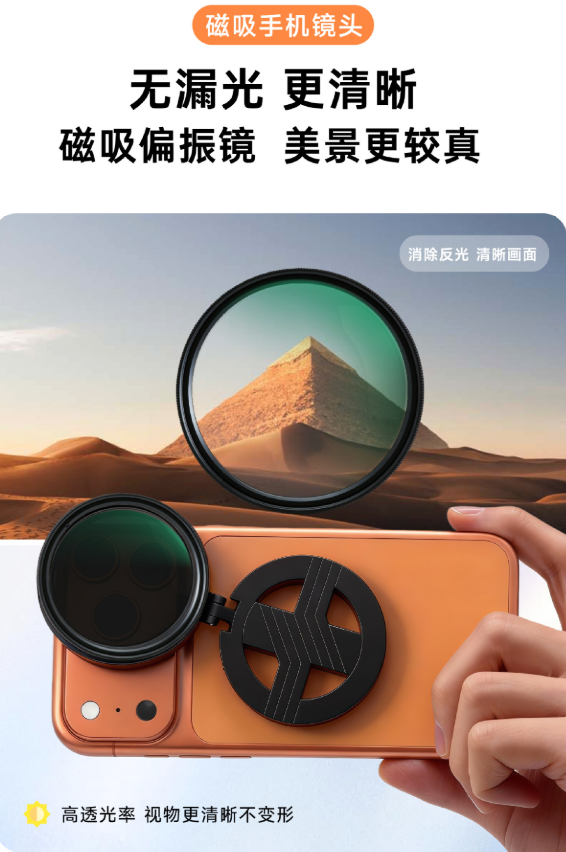 磁吸手机镜头
无漏光 更清晰
磁吸偏振镜 美景更较真
消除反光 清晰画面
高透光率 视物更清晰不变形